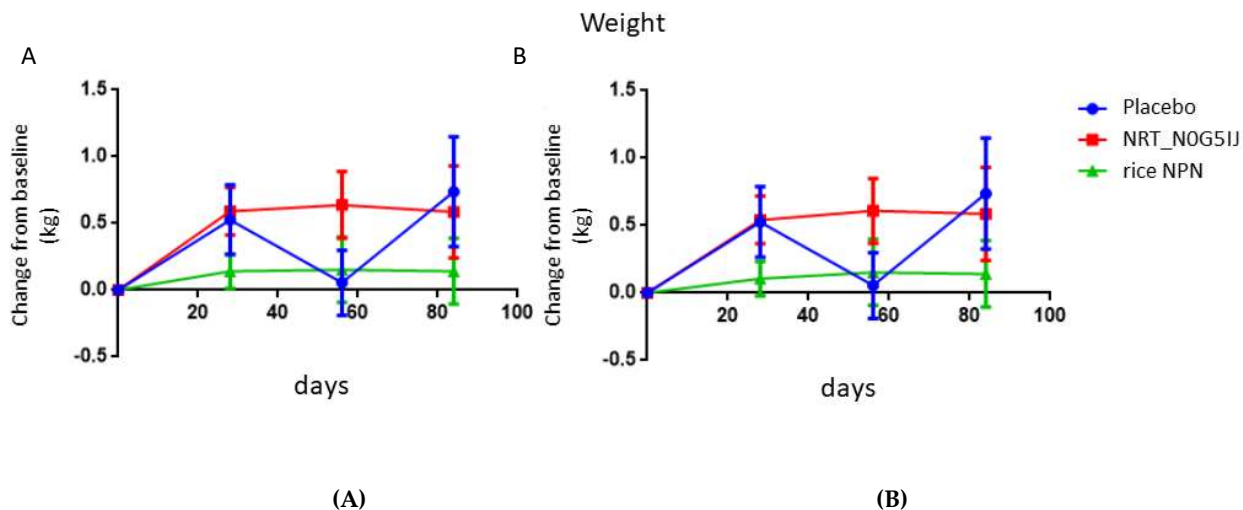 Weight
A
1.5
1.0
0.5
0.0
-0.5
20
40
60
80
100
Change from baseline
(kg)
days
B
1.5
1.0
0.5
0.0
-0.5
20
40
60
80
100
Change from baseline
(kg)
days
Placebo
NRT_N0G5IJ
rice NPN
(A)
(B)